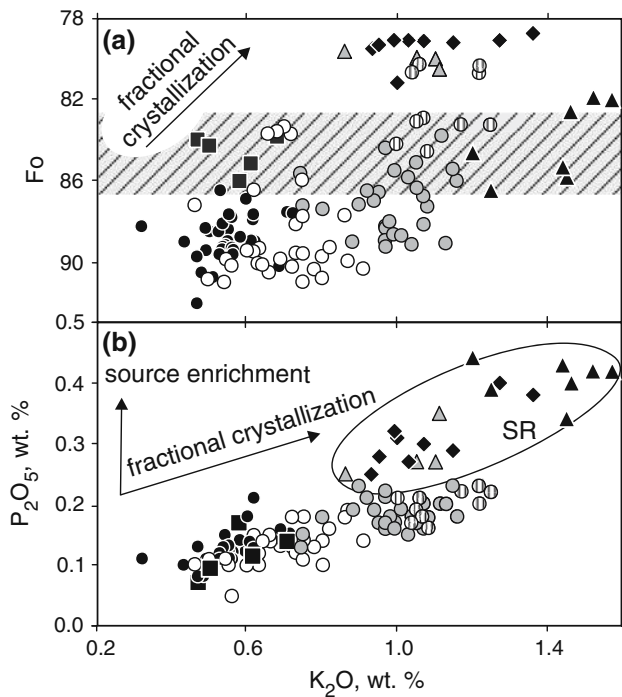 78
(a)
fractional
crystallization
82
Fo
86
90
0.5
(b)
source enrichment
0.4
fractional crystallization
SR
0.3
P₂O₅, wt. %
0.2
0.1
0.0
0.2 0.6 1.0 1.4
K₂O, wt. %